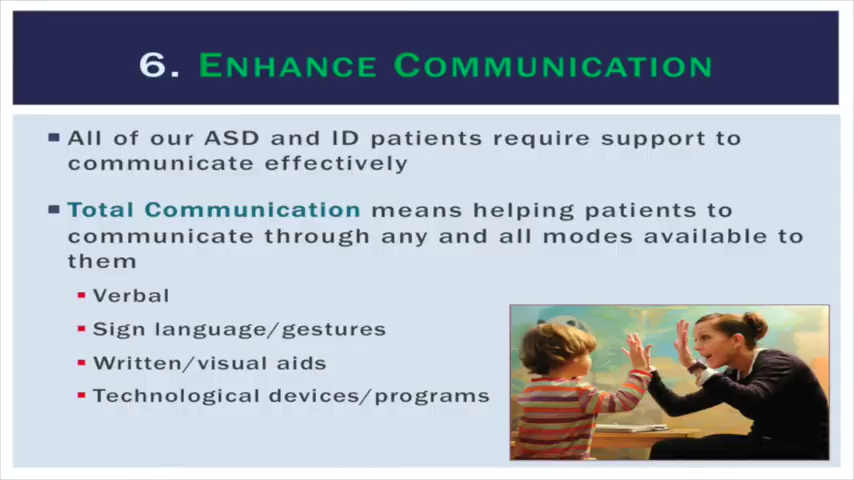 6. ENHANCE COMMUNICATION
All of our ASD and ID patients require support to
communicate effectively
Total Communication means helping patients to
communicate through any and all modes available to
them
Verbal
Sign language/gestures
Written/visual aids
Technological devices/programs